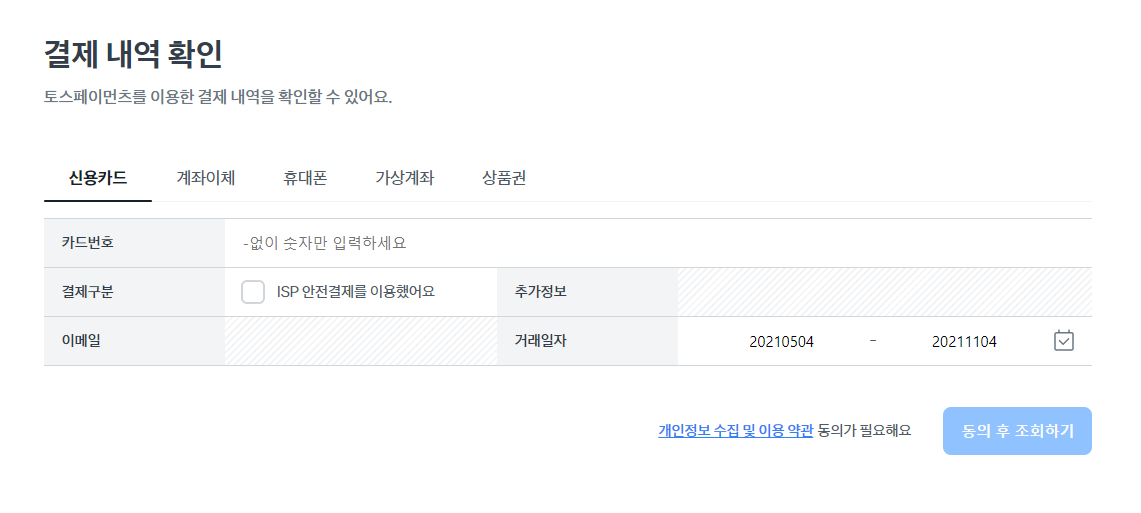 결제 내역 확인
토스페이먼츠를 이용한 결제 내역을 확인할 수 있어요.
신용카드 계좌이체 휴대폰 가상계좌 상품권
카드번호 -없이 숫자만 입력하세요
결제구분 ISP 안전결제를 이용했어요 추가정보
이메일 거래일자 20210504 - 20211104
개인정보 수집 및 이용 약관 동의가 필요해요 동의 후 조회하기